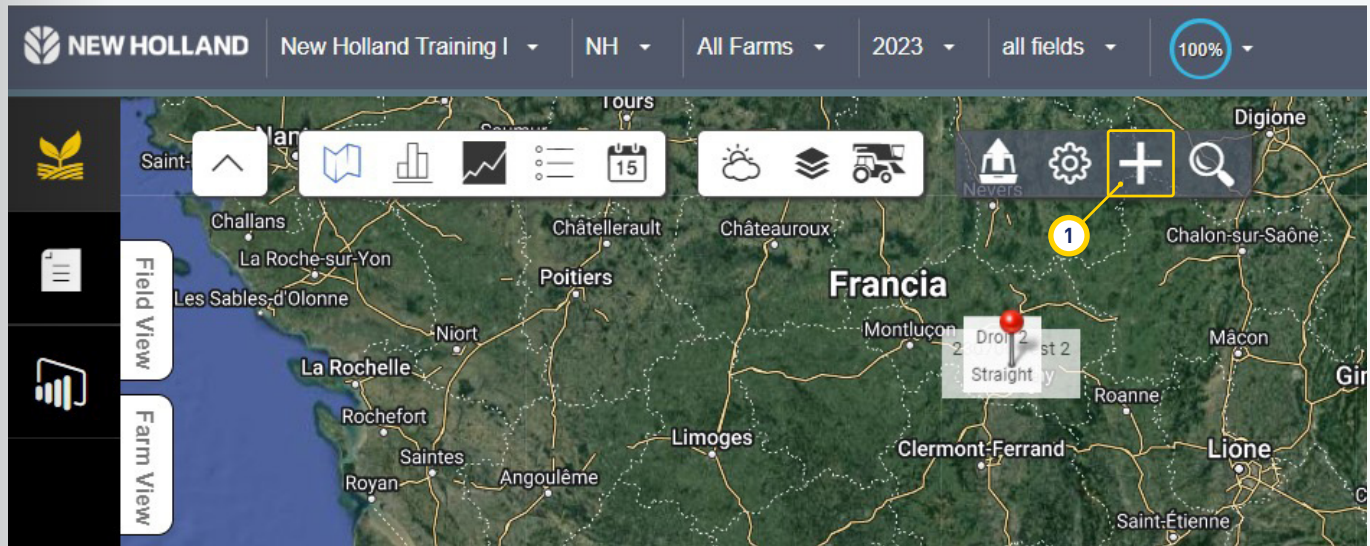 NEW HOLLAND
New Holland Training I
NH
All Farms
2023
all fields
100%
Tours
Digione
Saint-
15
Nevers
1
Challans
Châtellerault
Châteauroux
Chalon-sur-Saône
La Roche-sur-Yon
Field View
Poitiers
Francia
Les Sables-d'Olonne
Niort
Montluçon
Mâcon
La Rochelle
st 2
Straight
Roanne
Rochefort
Farm View
Limoges
Saintes
Clermont-Ferrand
Lione
Royan
Angoulême
Saint-Étienne